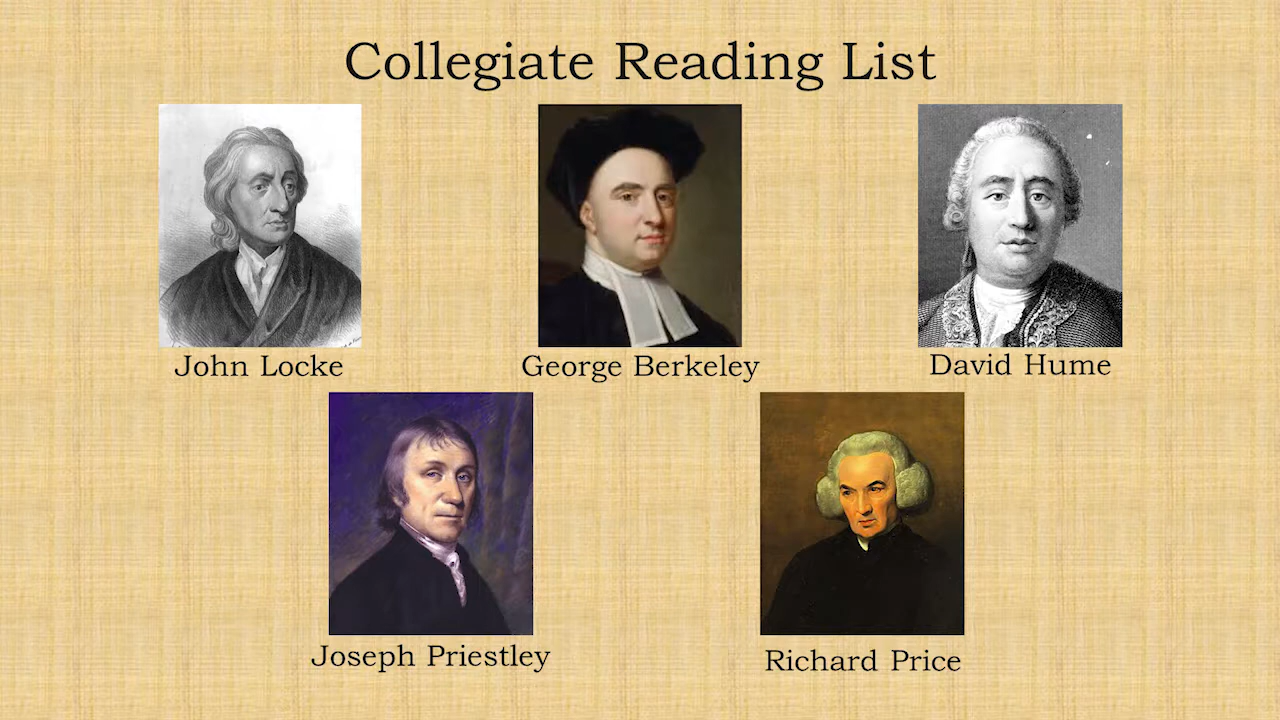 Collegiate Reading List
John Locke
George Berkeley
David Hume
Joseph Priestley
Richard Price